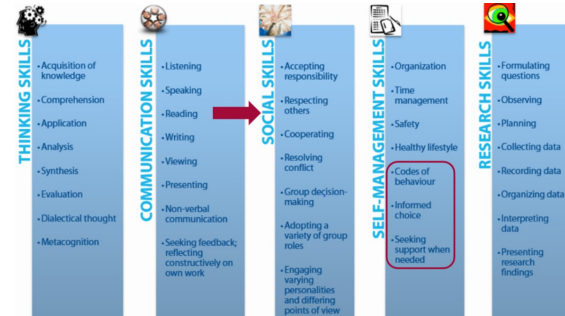 THINKING SKILLS
•Acquisition of
knowledge
•Comprehension
•Application
•Analysis
•Synthesis
•Evaluation
•Dialectical thought
•Metacognition
COMMUNICATION SKILLS
•Listening
•Speaking
•Reading
•Writing
•Viewing
•Presenting
•Non-verbal
communication
•Seeking feedback;
reflecting
constructively on
own work
SOCIAL SKILLS
•Accepting
responsibility
•Respecting
others
•Cooperating
•Resolving
conflict
•Group decision-
making
•Adopting a
variety of group
roles
•Engaging
varying
personalities
and differing
points of view
SELF-MANAGEMENT SKILLS
•Organization
•Time
management
•Safety
•Healthy lifestyle
•Codes of
behaviour
•Informed
choice
•Seeking
support when
needed
RESEARCH SKILLS
•Formulating
questions
•Observing
•Planning
•Collecting data
•Recording data
•Organizing data
•Interpreting
data
•Presenting
research
findings